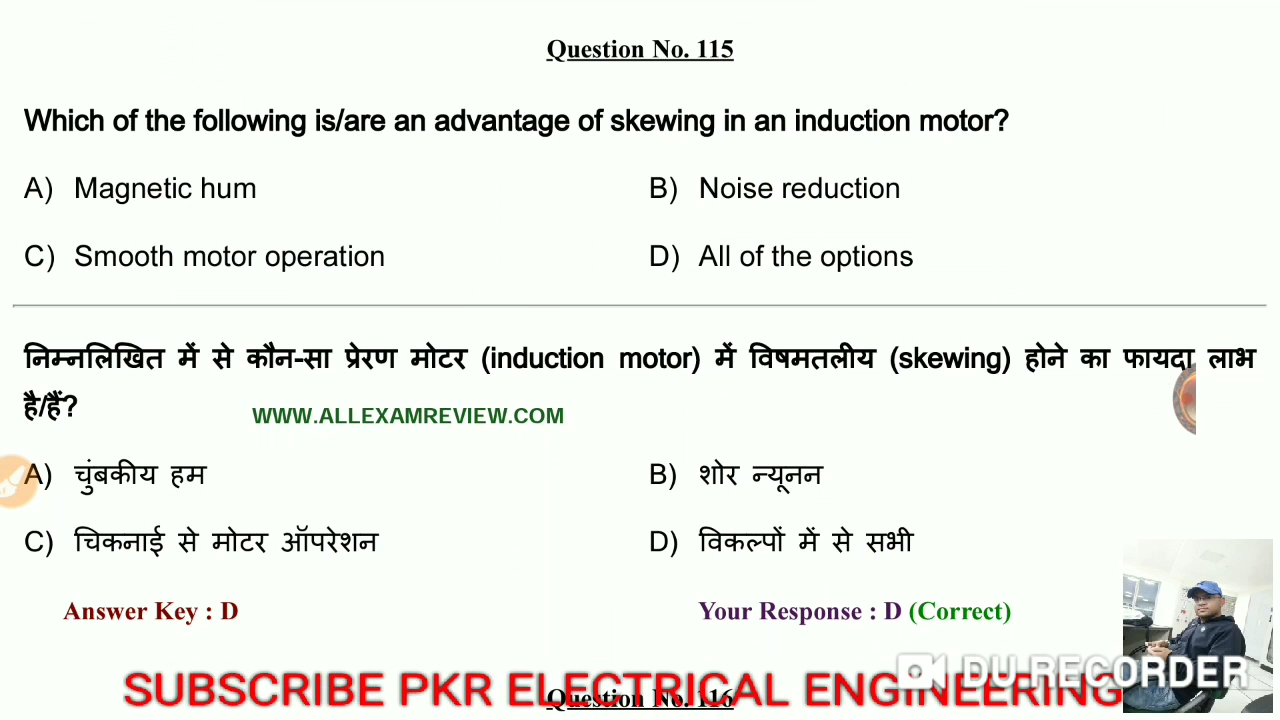 Question No. 115
Which of the following is/are an advantage of skewing in an induction motor?
A) Magnetic hum
B) Noise reduction
C) Smooth motor operation
D) All of the options
निम्नलिखित में से कौन-सा प्रेरण मोटर (induction motor) में विषमतलीय (skewing) होने का फायदा लाभ
है/हैं?
WWW.ALLEXAMREVIEW.COM
A) चुंबकीय हम
B) शोर न्यूनन
C) चिकनाई से मोटर ऑपरेशन
D) विकल्पों में से सभी
Answer Key : D
Your Response : D (Correct)
DU RECORDER
SUBSCRIBE PKR ELECTRICAL ENGINEERING
Question No. 116